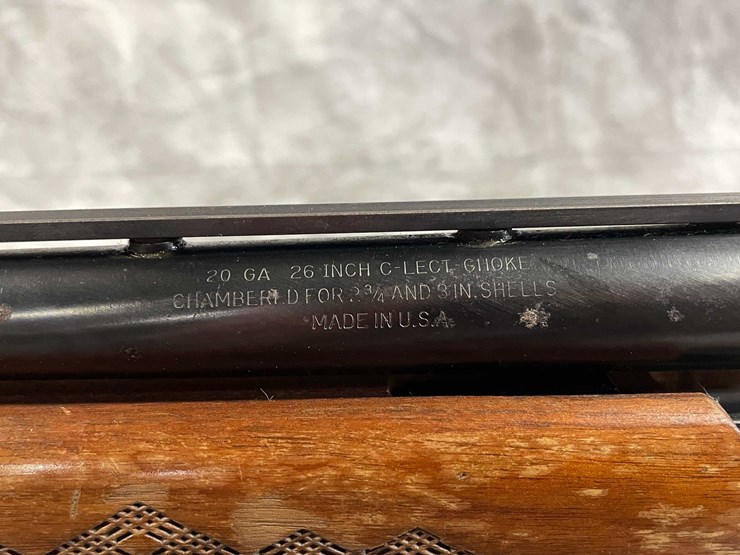 20 GA 26 INCH C-LECT-CHOKE
CHAMBERED FOR 2 3/4 AND 3 IN. SHELLS
MADE IN U.S.A.